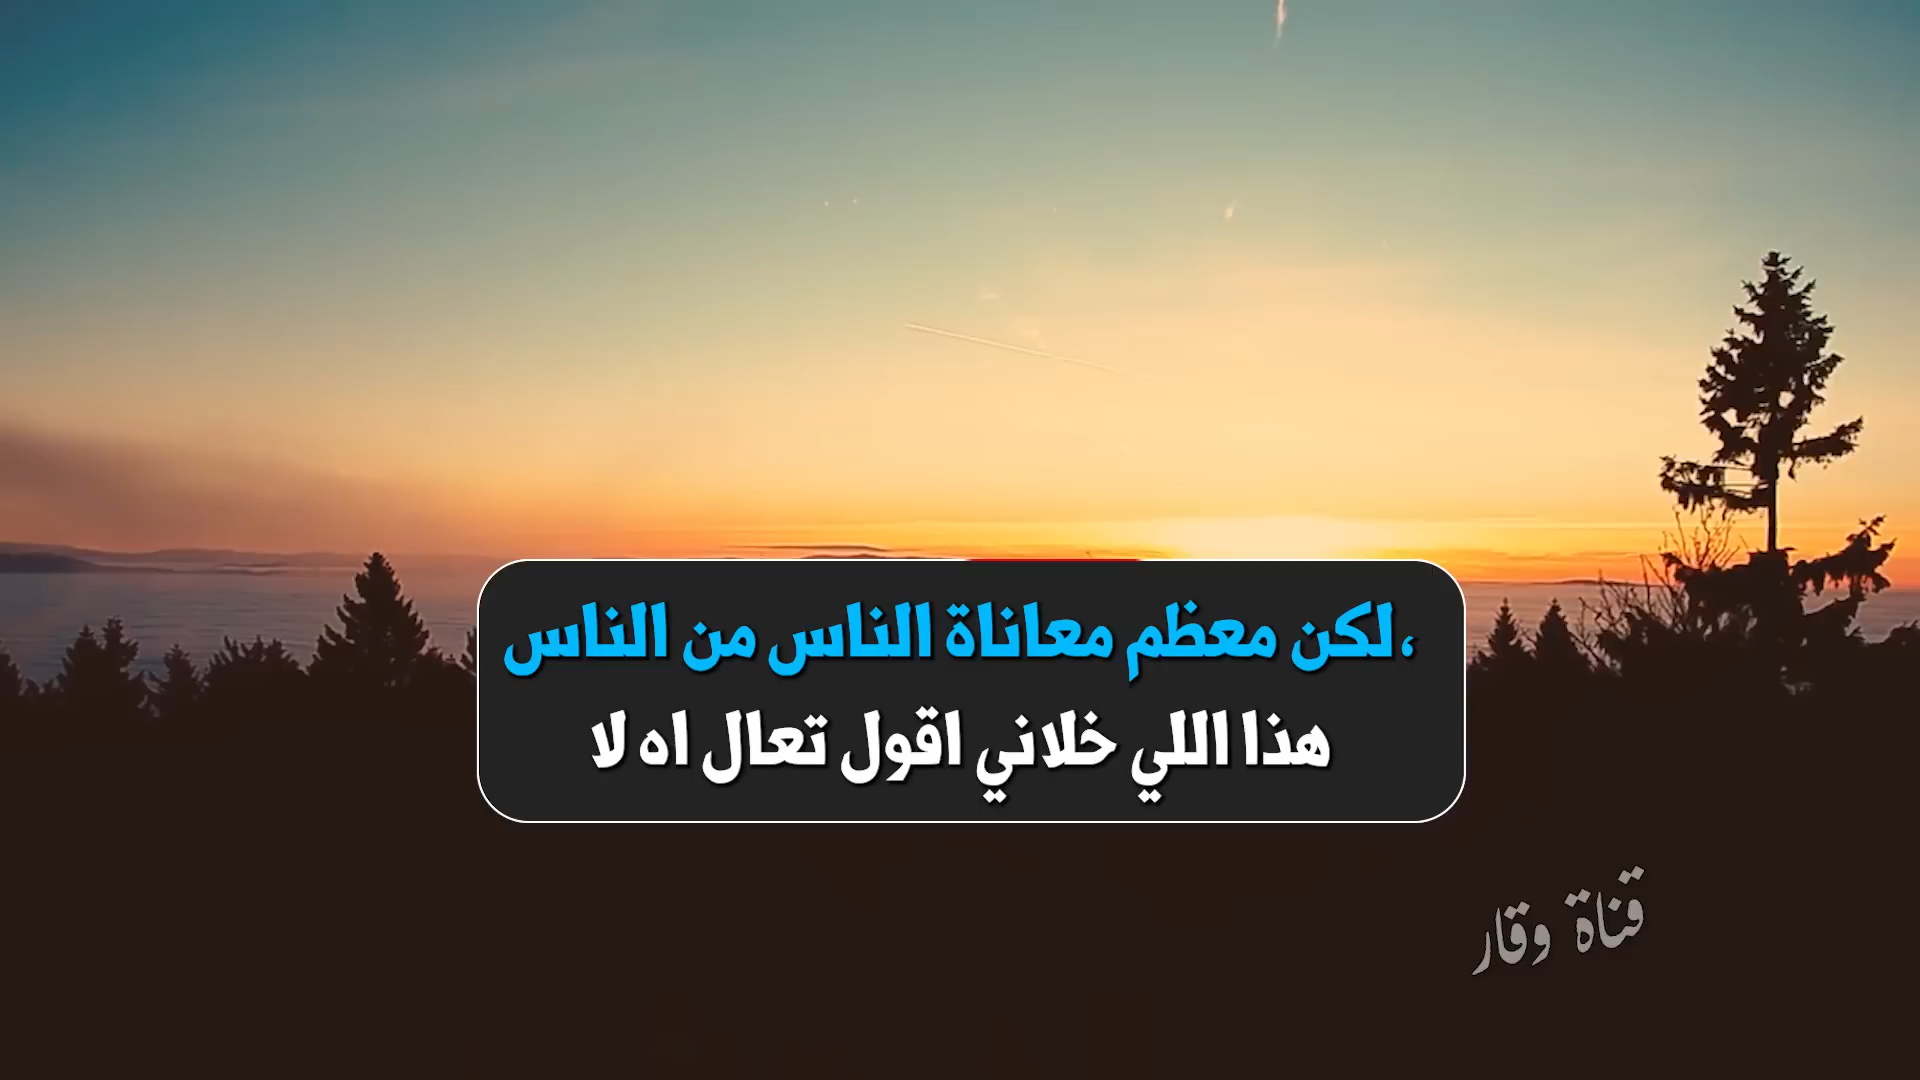 ،لكن معظم معاناة الناس من الناس
هذا اللي خلاني اقول تعال اه لا
قناة وقار